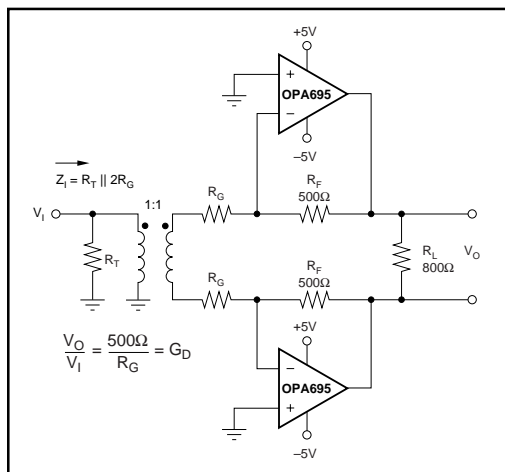 +5V
+
OPA695
−
−5V
Z_I = R_T || 2R_G
1:1
R_G
R_F
500Ω
V_I
R_T
R_L
800Ω
V_O
R_G
R_F
500Ω
V_O/V_I = 500Ω/R_G = G_D
+5V
−
OPA695
+
−5V